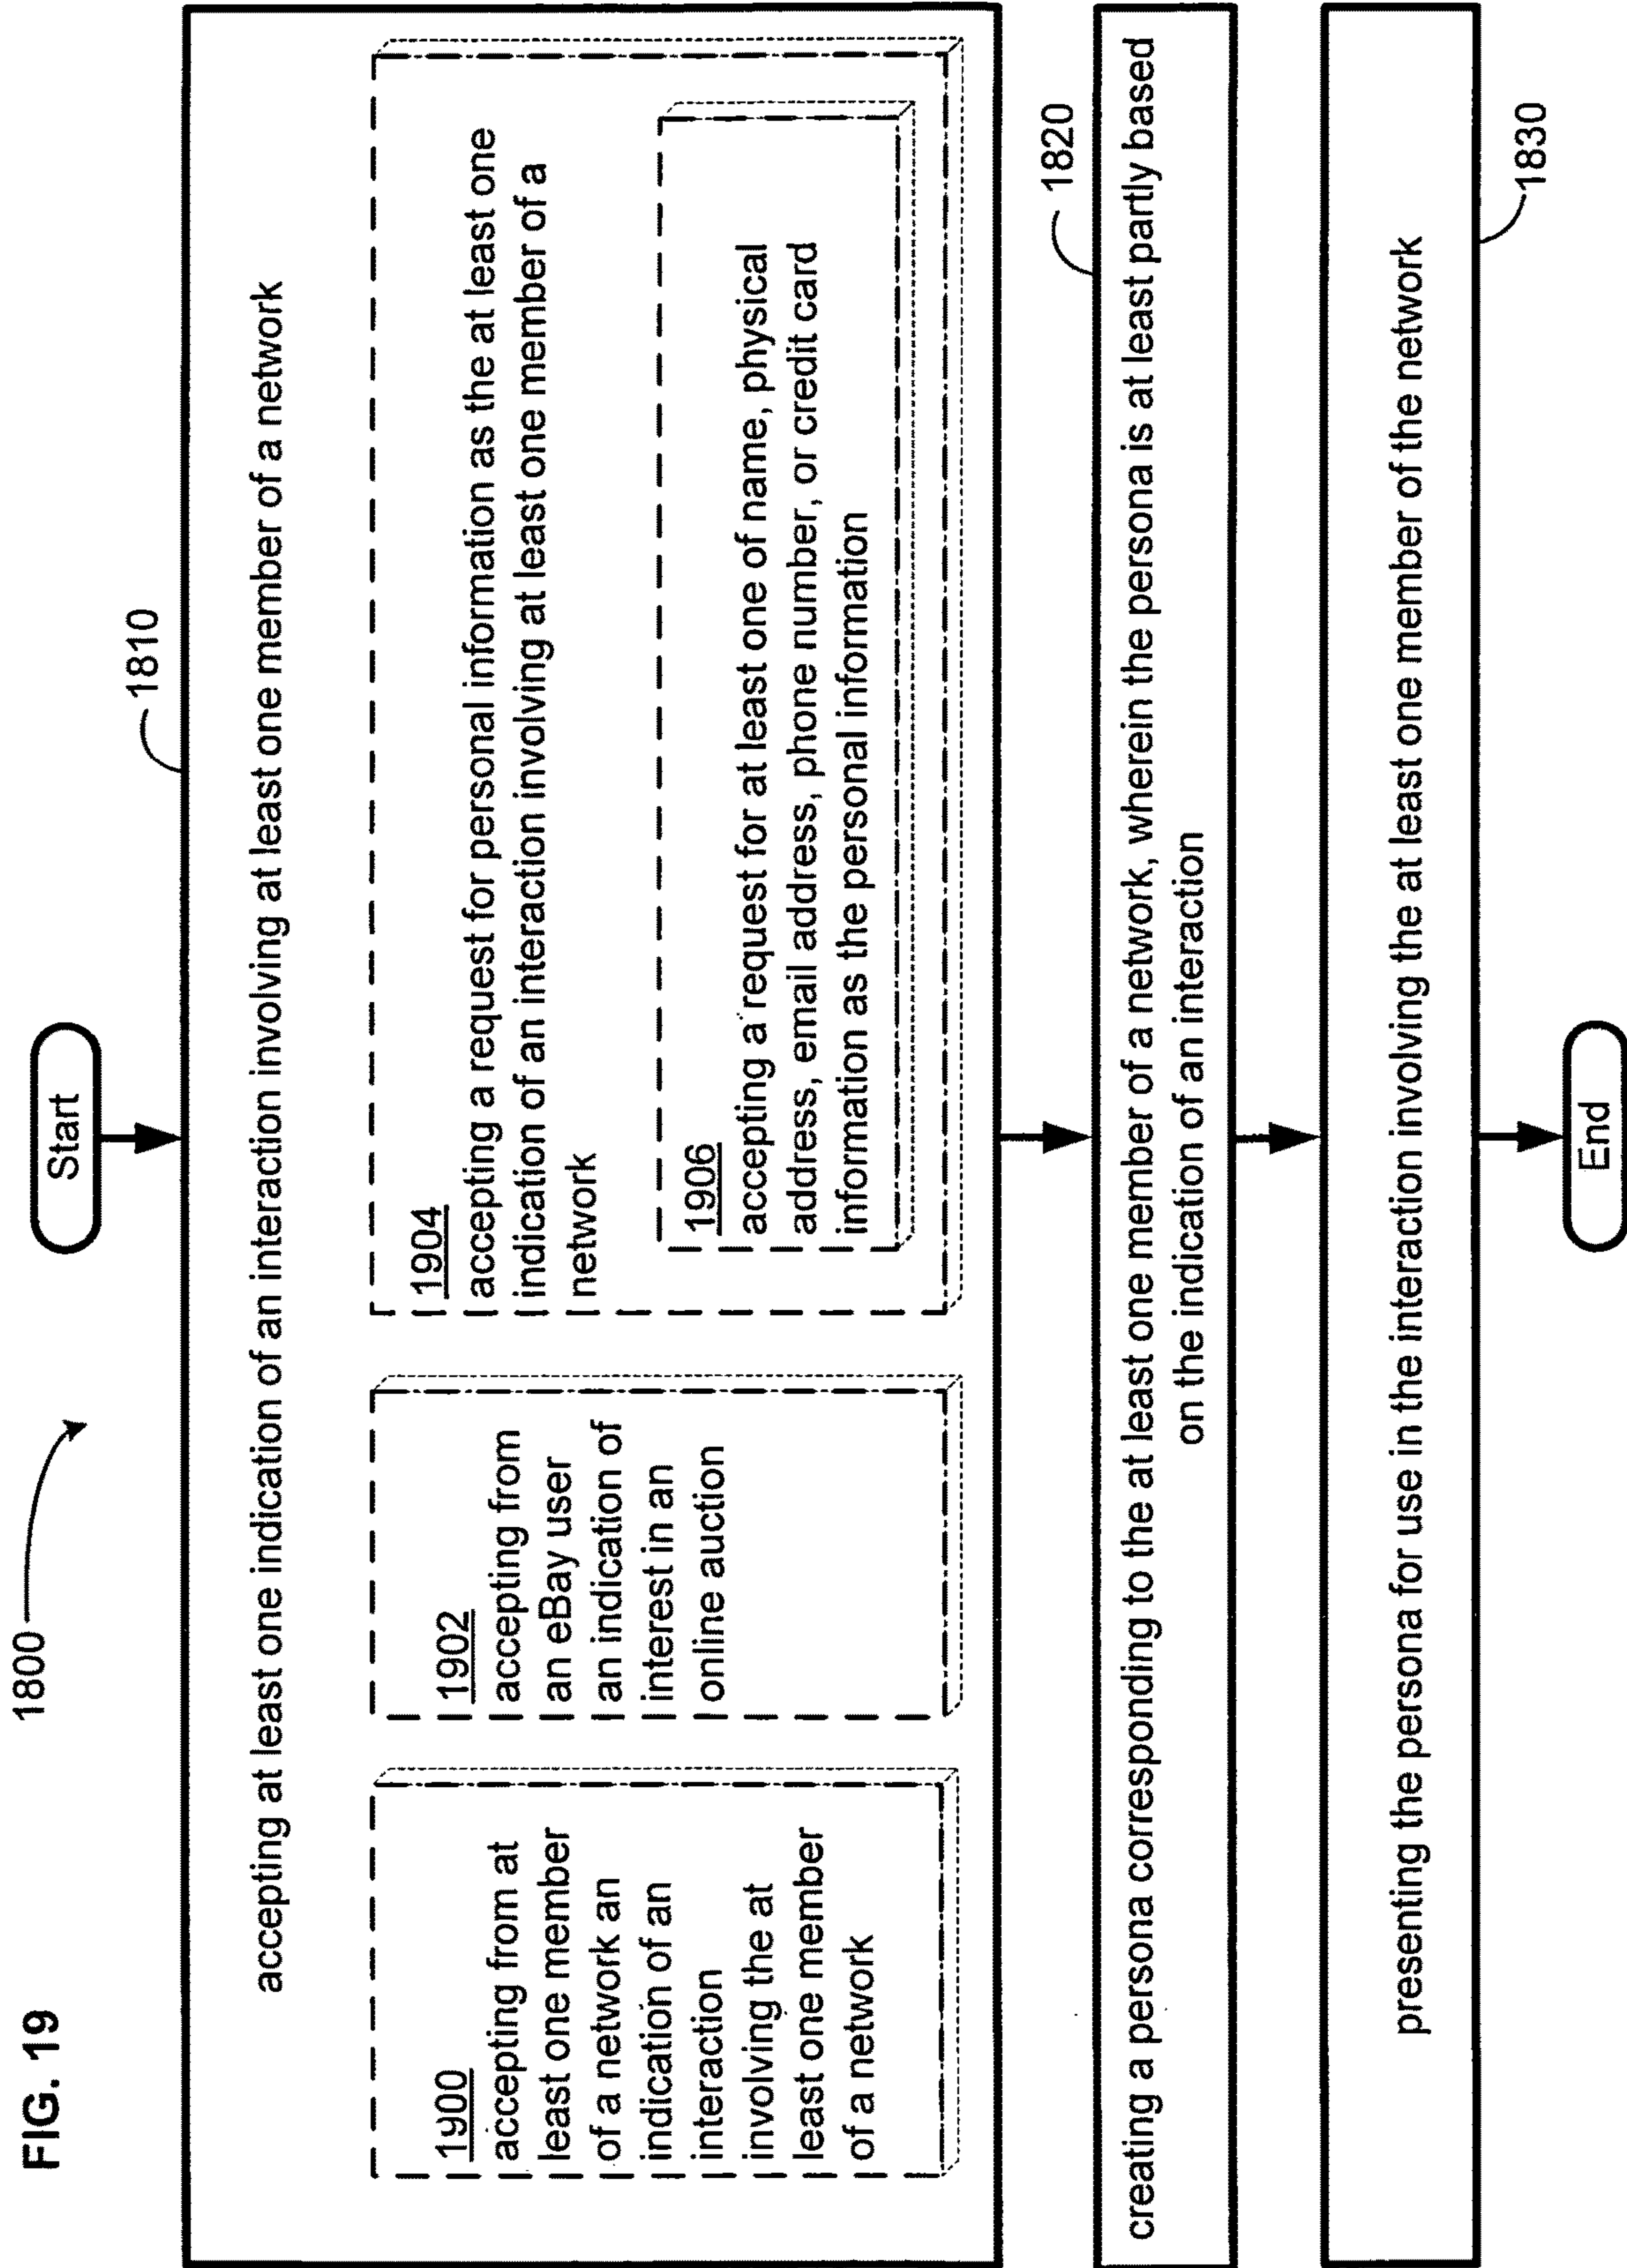 FIG. 19
1800
Start
1810
accepting at least one indication of an interaction involving at least one member of a network
1900
accepting from at
least one member
of a network an
indication of an
interaction
involving the at
least one member
of a network
1902
accepting from
an eBay user
an indication of
interest in an
online auction
1904
accepting a request for personal information as the at least one
indication of an interaction involving at least one member of a
network
1906
accepting a request for at least one of name, physical
address, email address, phone number, or credit card
information as the personal information
1820
creating a persona corresponding to the at least one member of a network, wherein the persona is at least partly based
on the indication of an interaction
presenting the persona for use in the interaction involving the at least one member of the network
1830
End